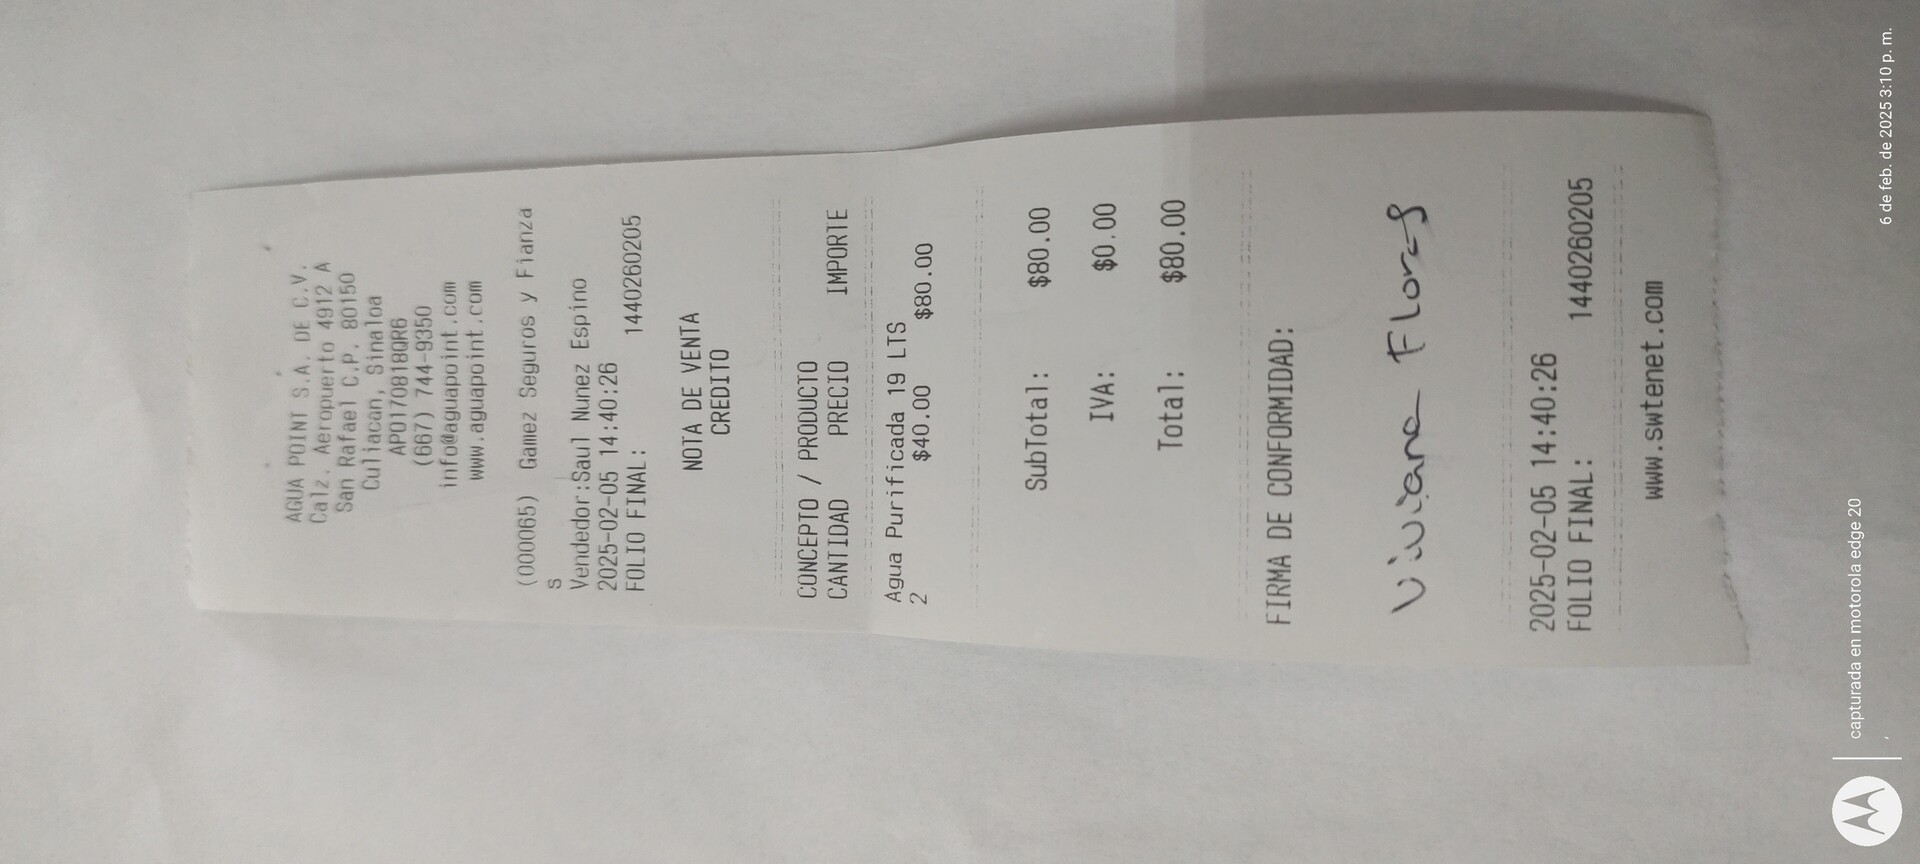 AGUA POINT S.A. DE C.V.
Calz. Aeropuerto 4912 A
San Rafael C.P. 80150
Culiacan, Sinaloa
APO170818QR6
(667) 744-9350
info@aguapoint.com
www.aguapoint.com
(000065)  Gamez Seguros y Fianza
s
Vendedor:Saul Nunez Espino
2025-02-05 14:40:26
FOLIO FINAL: 1440260205
NOTA DE VENTA
CREDITO
CONCEPTO / PRODUCTO
CANTIDAD PRECIO IMPORTE
Agua Purificada 19 LTS
2 $40.00 $80.00
SubTotal: $80.00
IVA: $0.00
Total: $80.00
FIRMA DE CONFORMIDAD:
Viviana Flores
2025-02-05 14:40:26
FOLIO FINAL: 1440260205
www.swtenet.com
capturada en motorola edge 20
6 de feb. de 2025 3:10 p. m.